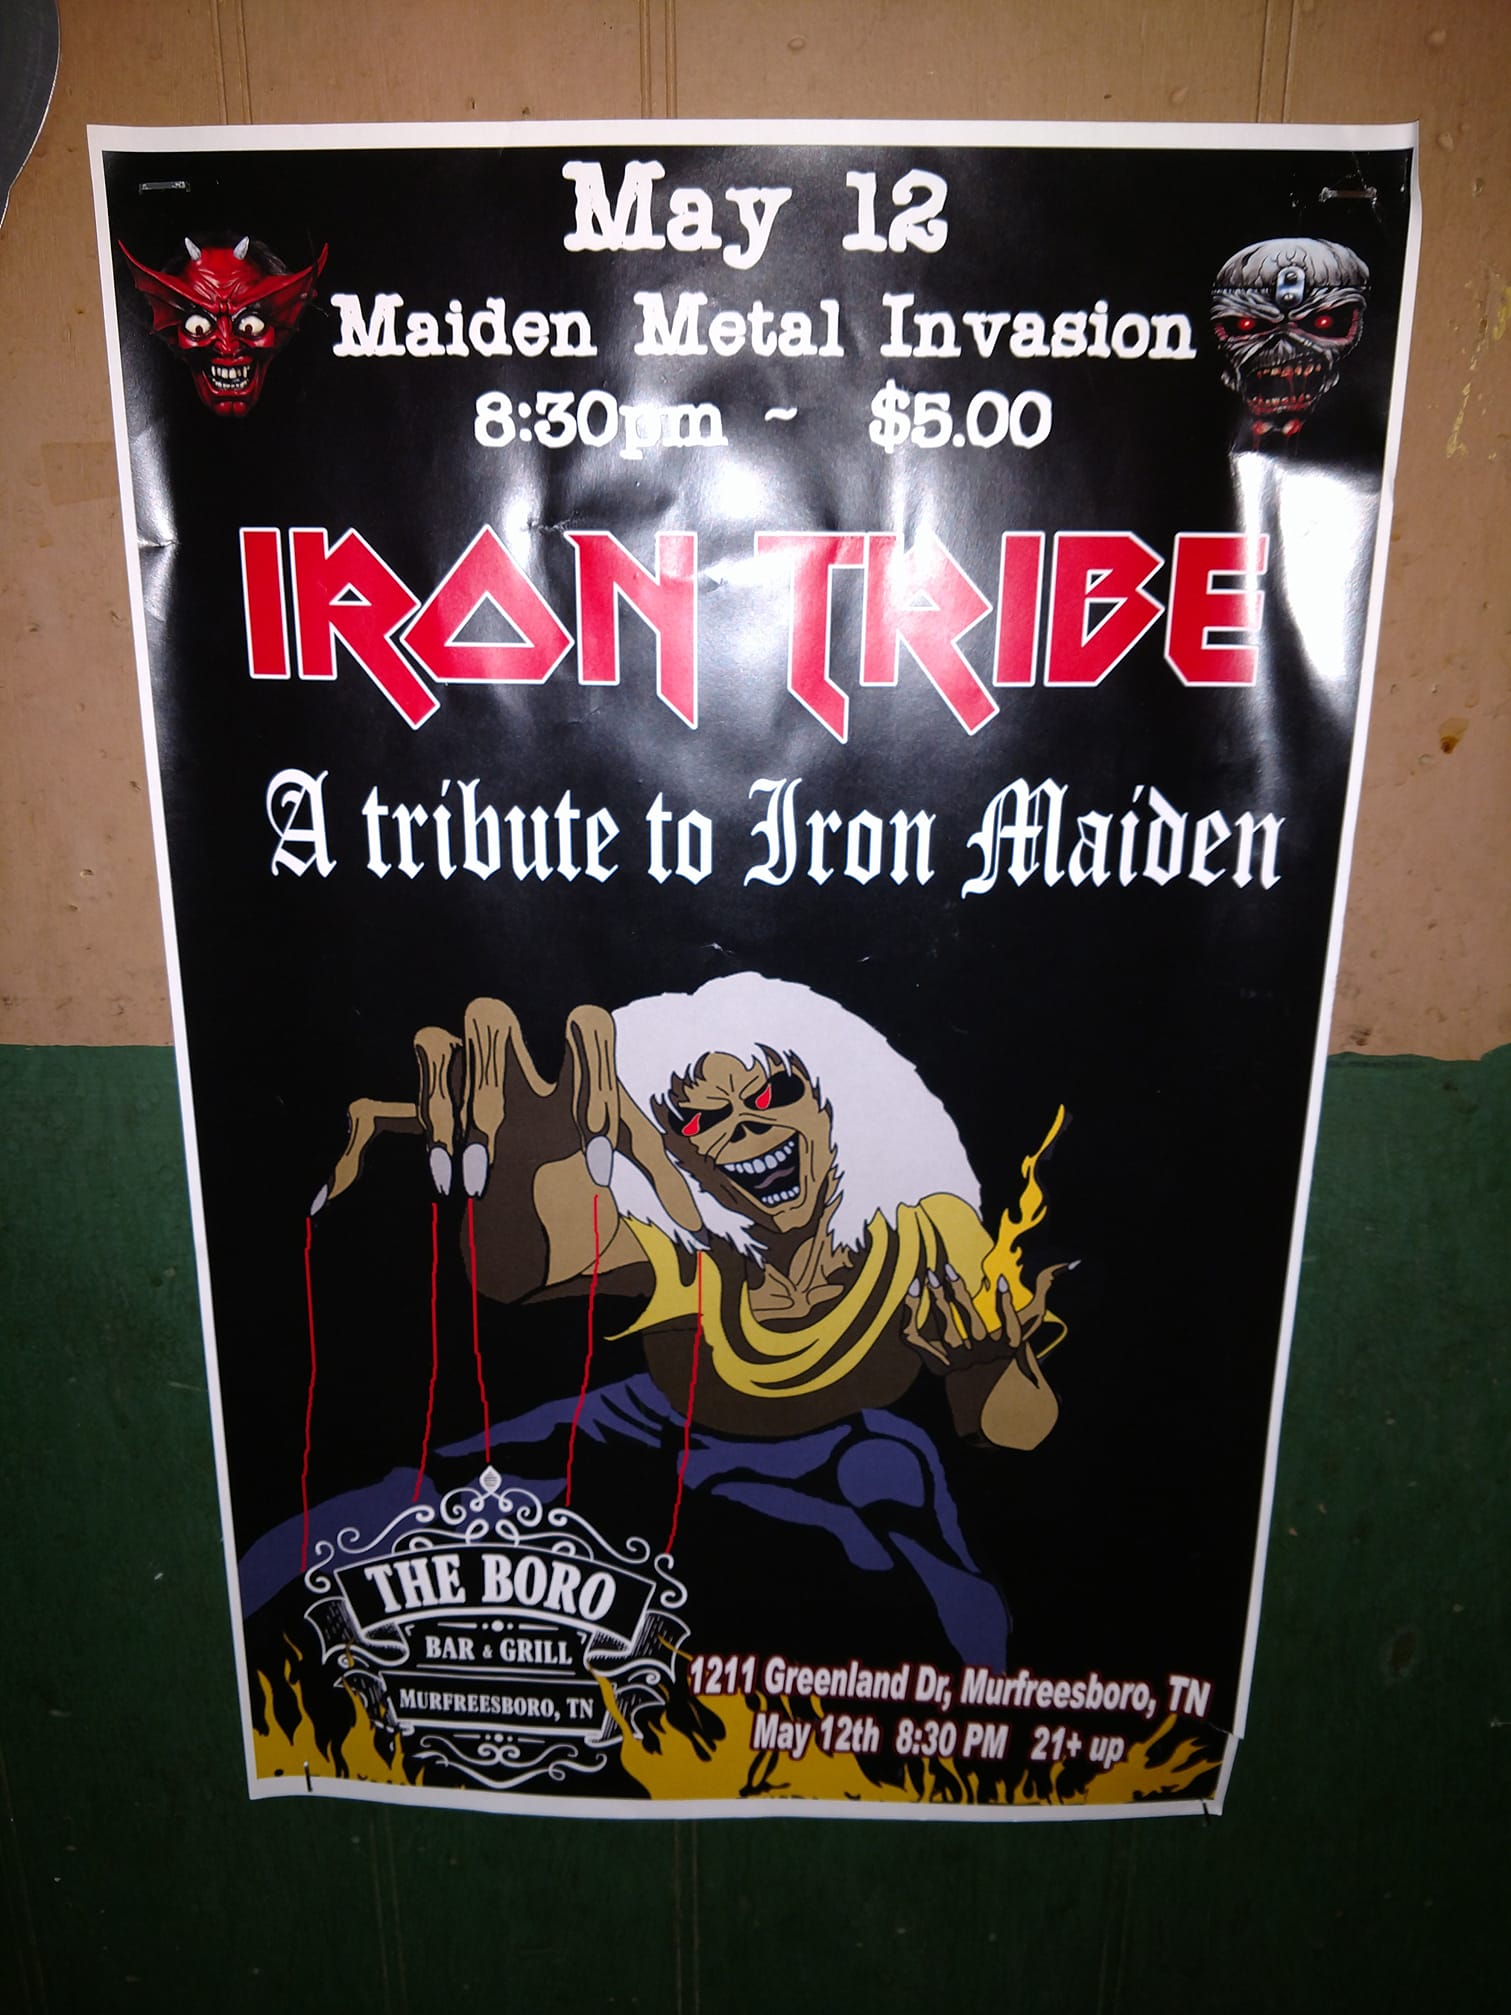 May 12
Maiden Metal Invasion
8:30pm ~ $5.00
IRON TRIBE
A tribute to Iron Maiden
THE BORO
BAR & GRILL
MURFREESBORO, TN
1211 Greenland Dr, Murfreesboro, TN
May 12th 8:30 PM 21+ up